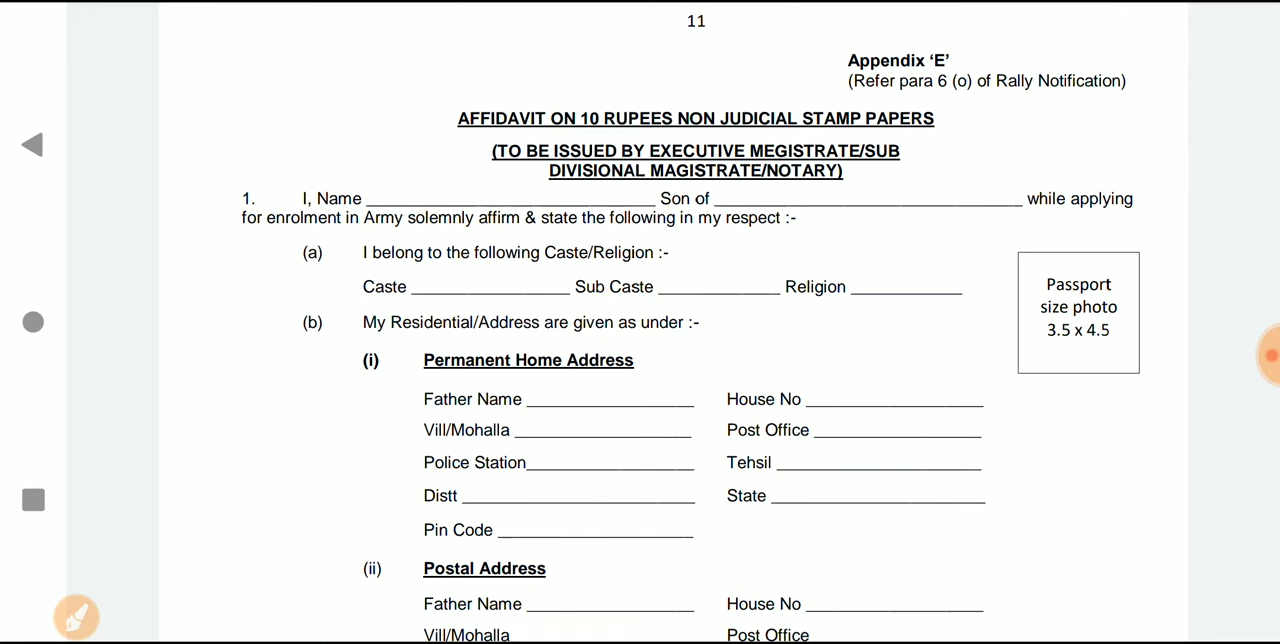 11
Appendix ‘E’
(Refer para 6 (o) of Rally Notification)
AFFIDAVIT ON 10 RUPEES NON JUDICIAL STAMP PAPERS
(TO BE ISSUED BY EXECUTIVE MEGISTRATE/SUB
DIVISIONAL MAGISTRATE/NOTARY)
1. I, Name ______________________________ Son of ________________________________ while applying
for enrolment in Army solemnly affirm & state the following in my respect :-
(a) I belong to the following Caste/Religion :-
Caste _________________ Sub Caste _____________ Religion ____________
Passport
size photo
3.5 x 4.5
(b) My Residential/Address are given as under :-
(i) Permanent Home Address
Father Name __________________ House No ___________________
Vill/Mohalla ___________________ Post Office __________________
Police Station__________________ Tehsil ______________________
Distt _________________________ State _______________________
Pin Code _____________________
(ii) Postal Address
Father Name __________________ House No ___________________
Vill/Mohalla Post Office